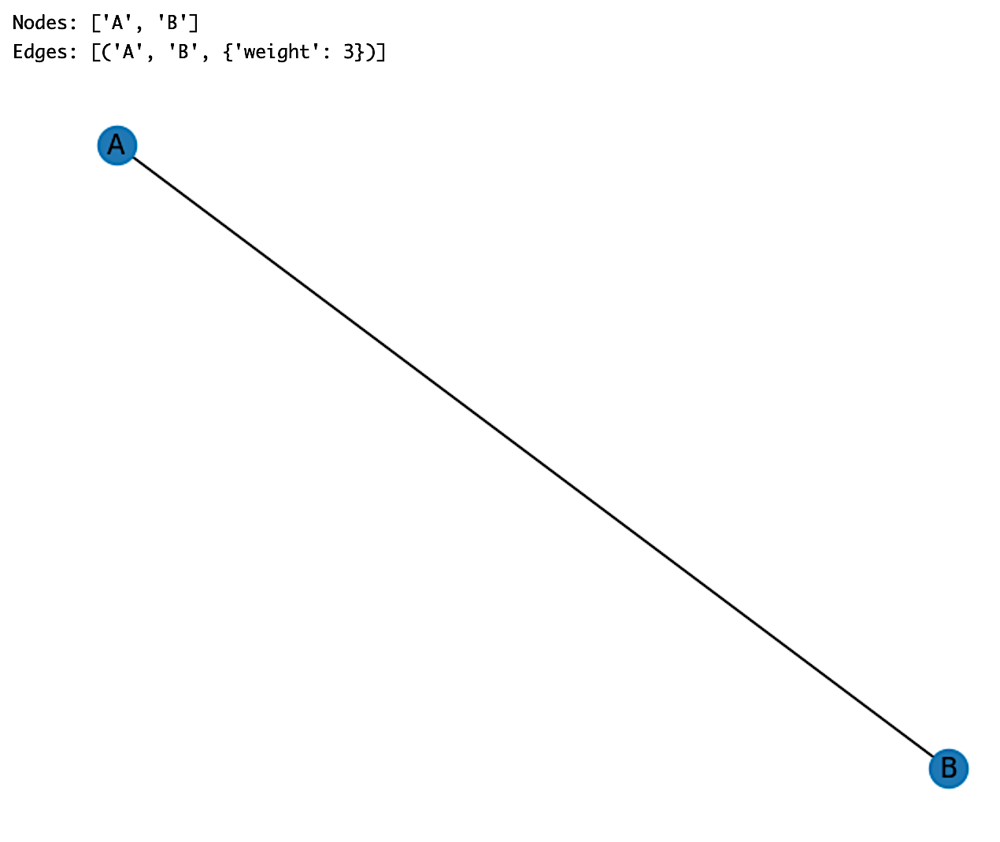 Nodes: ['A', 'B']
Edges: [('A', 'B', {'weight': 3})]
A
B